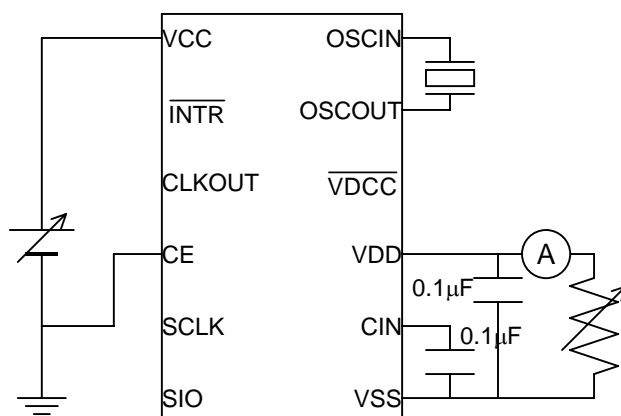 VCC OSCIN
INTR OSCOUT
CLKOUT VDCC
CE VDD A
0.1μF
SCLK CIN 0.1μF
SIO VSS